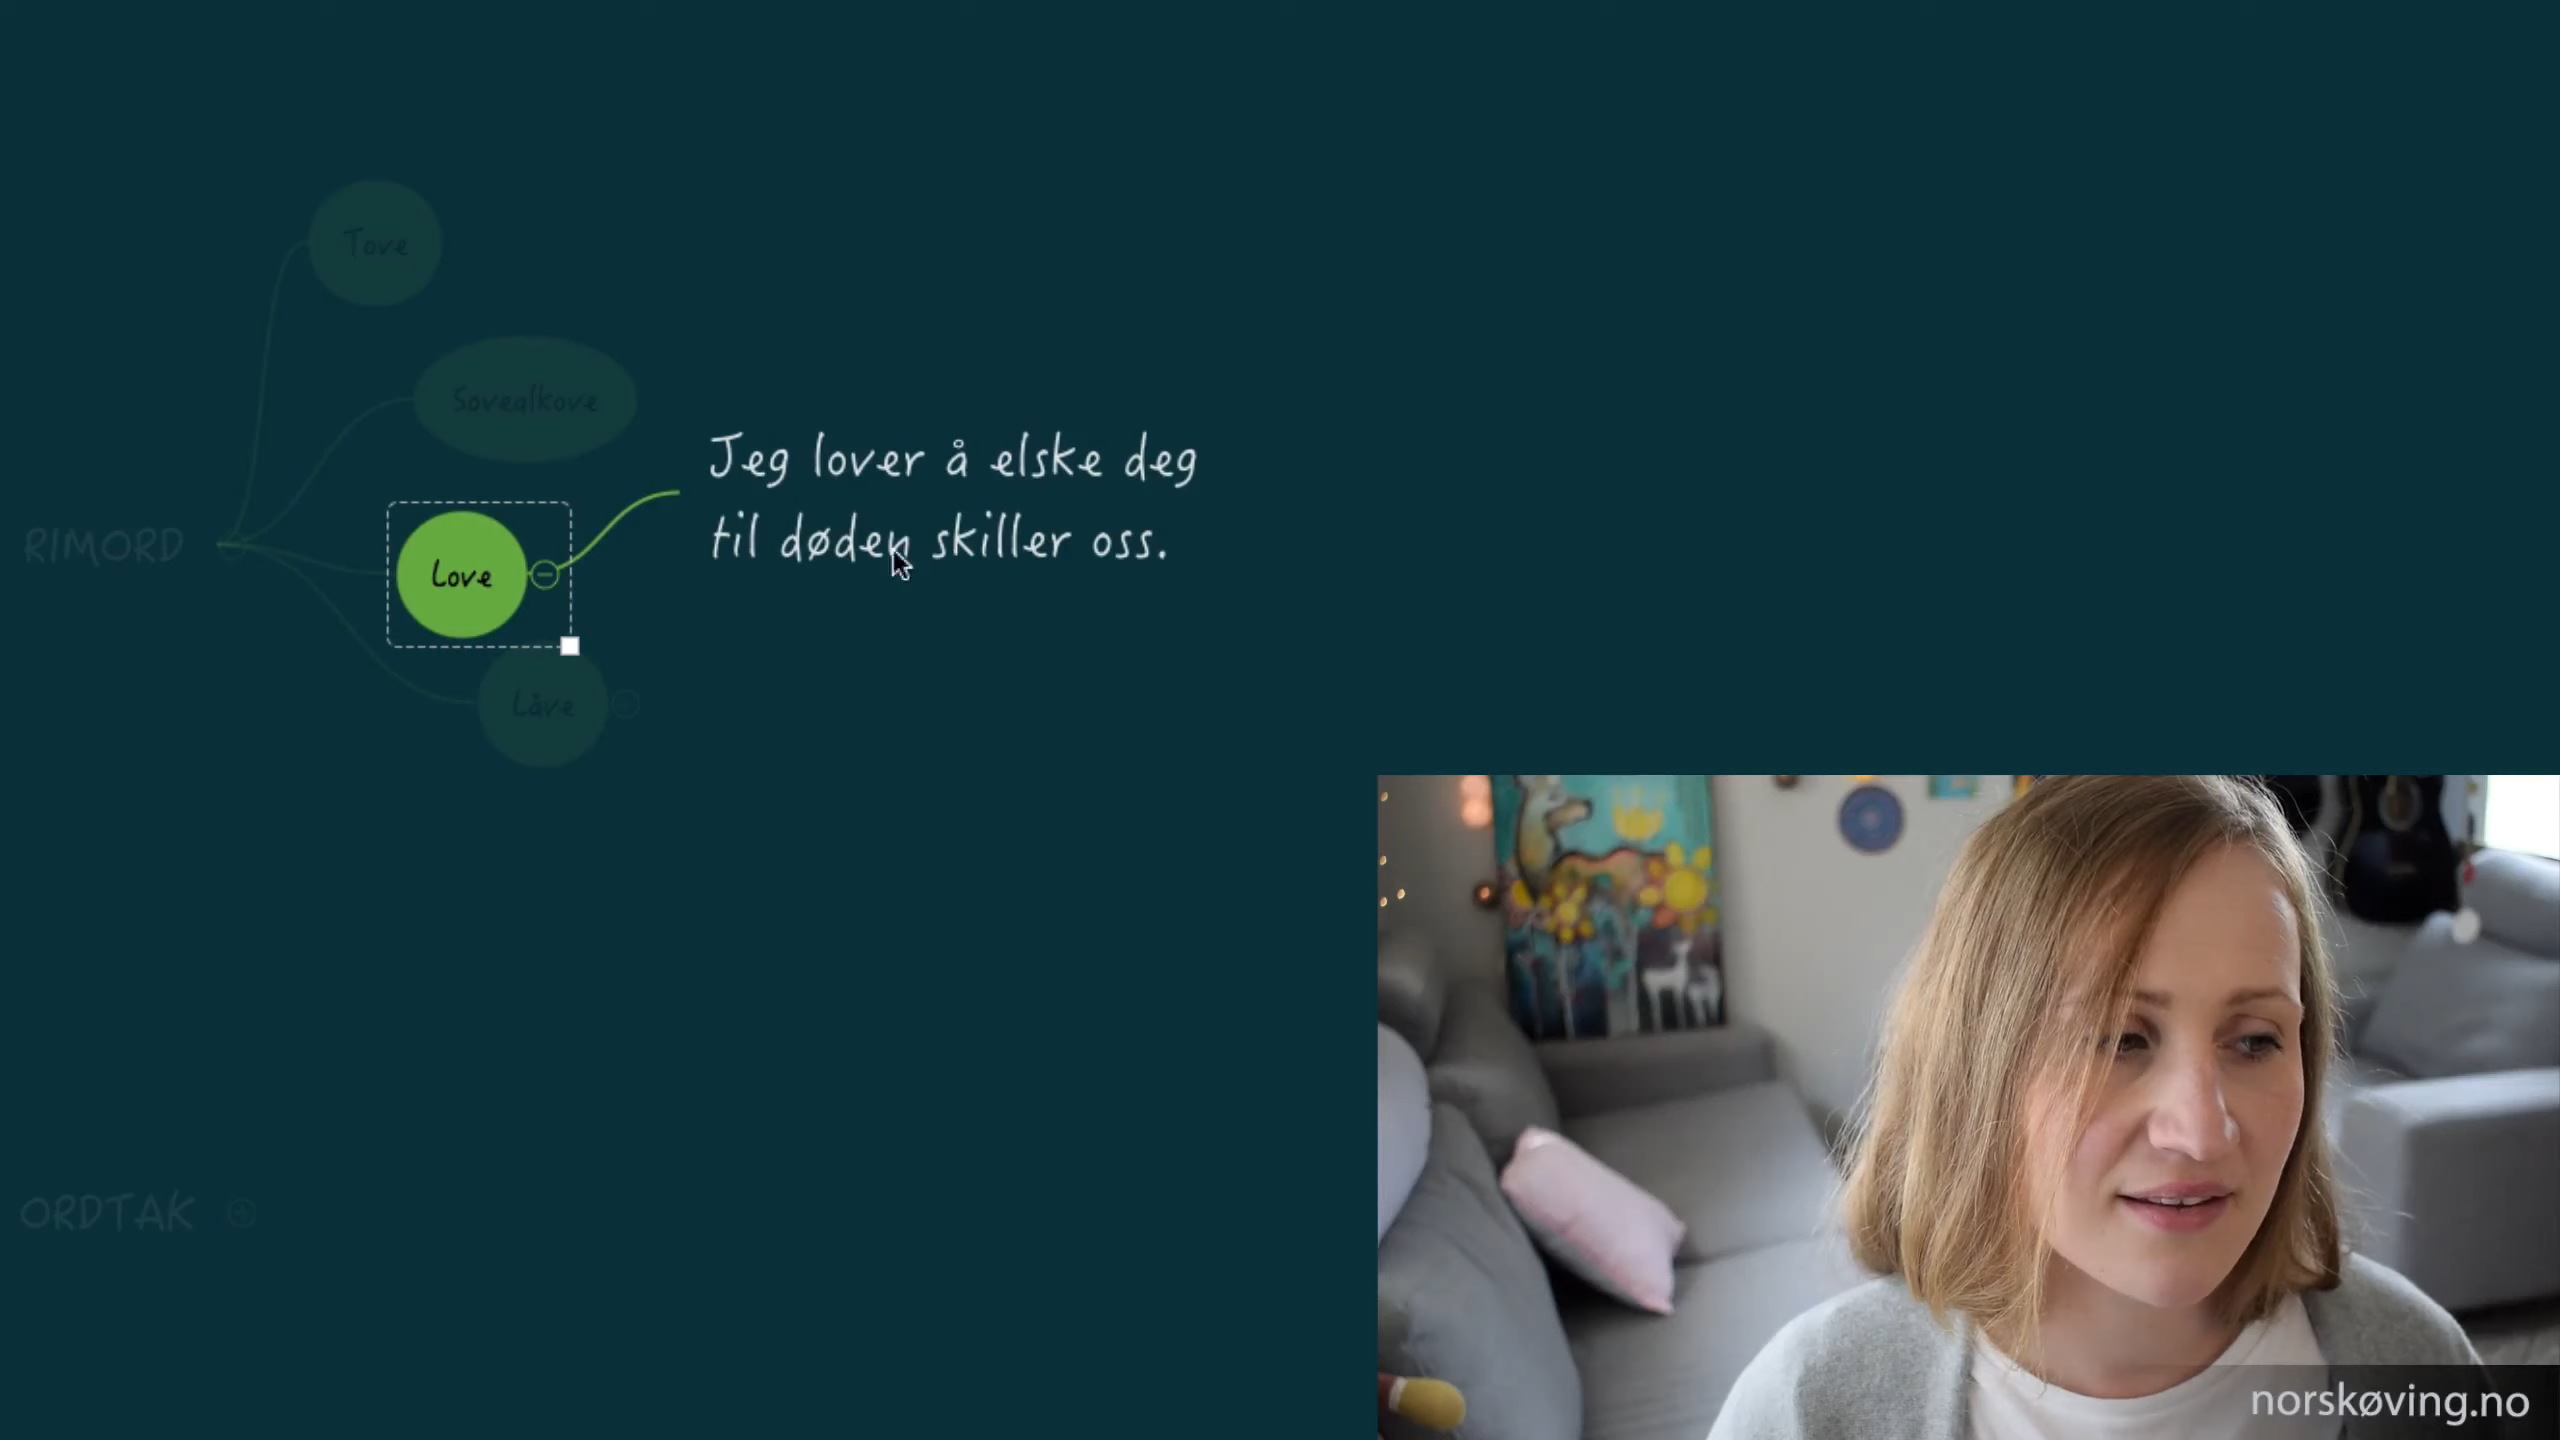 Tove
Sovealkove
Jeg lover å elske deg
til døden skiller oss.
RIMORD
Love
Låve
ORDTAK
norskøving.no